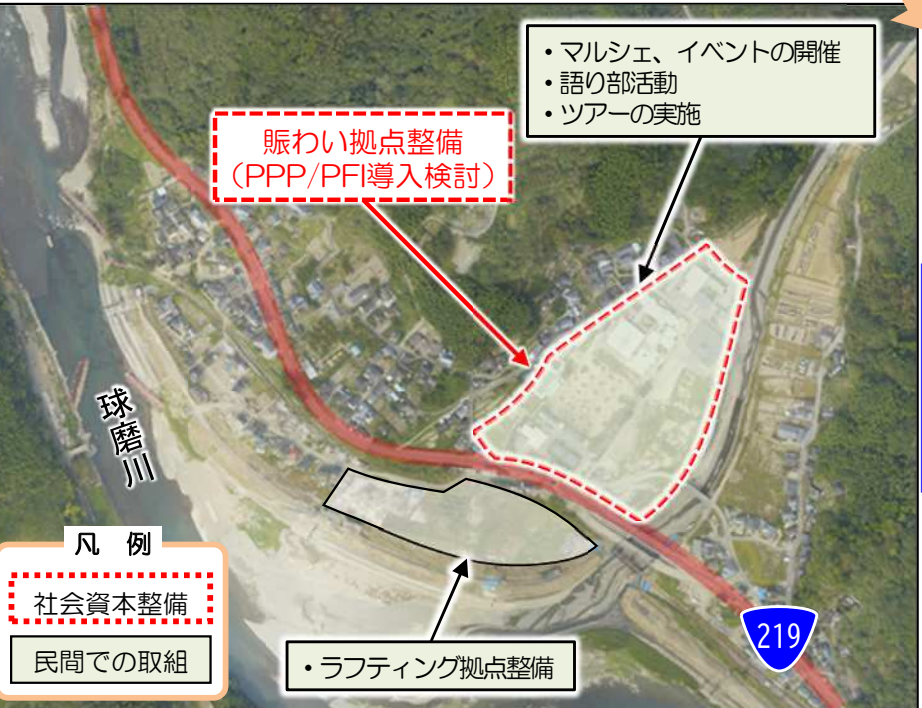 ・マルシェ、イベントの開催
・語り部活動
・ツアーの実施
賑わい拠点整備
（PPP/PFI導入検討）
球磨川
凡 例
社会資本整備
民間での取組
・ラフティング拠点整備
219